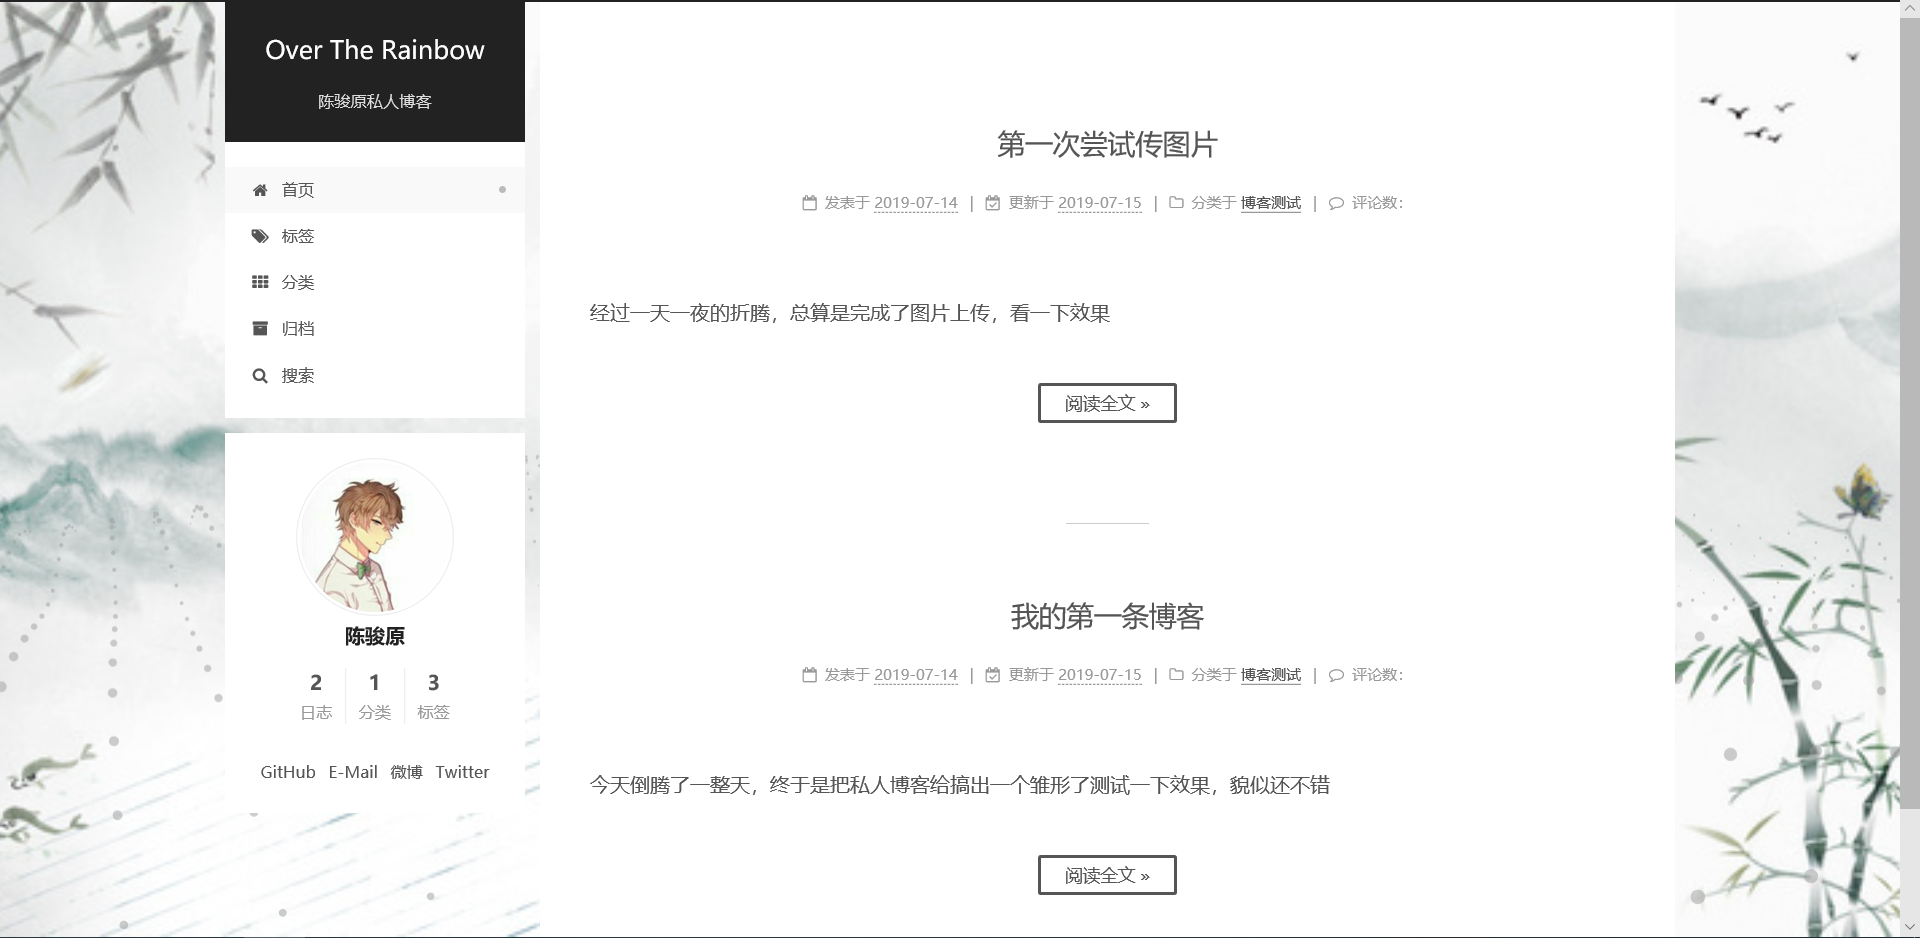 Over The Rainbow
陈骏原私人博客
首页
标签
分类
归档
搜索
陈骏原
2 1 3
日志 分类 标签
GitHub E-Mail 微博 Twitter
第一次尝试传图片
发表于 2019-07-14 | 更新于 2019-07-15 | 分类于 博客测试 | 评论数：
经过一天一夜的折腾，总算是完成了图片上传，看一下效果
阅读全文 »
我的第一条博客
发表于 2019-07-14 | 更新于 2019-07-15 | 分类于 博客测试 | 评论数：
今天倒腾了一整天，终于是把私人博客给搞出一个雏形了测试一下效果，貌似还不错
阅读全文 »